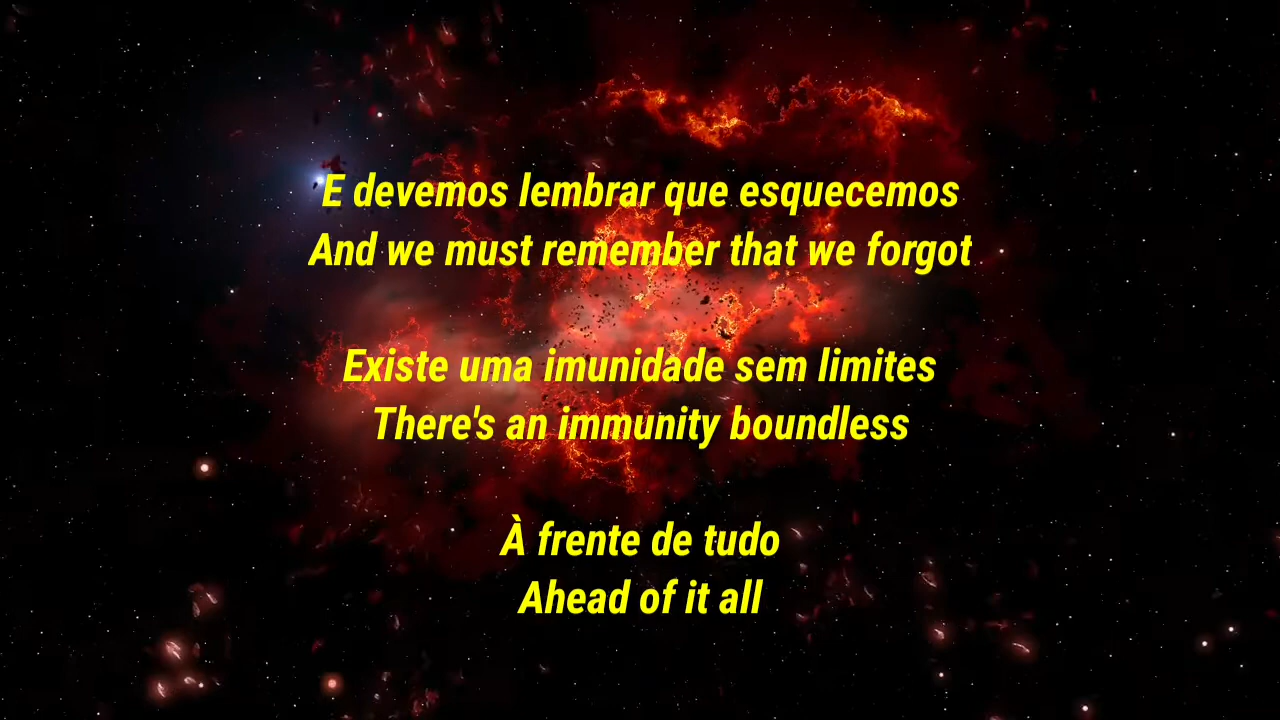 E devemos lembrar que esquecemos
And we must remember that we forgot
Existe uma imunidade sem limites
There's an immunity boundless
À frente de tudo
Ahead of it all